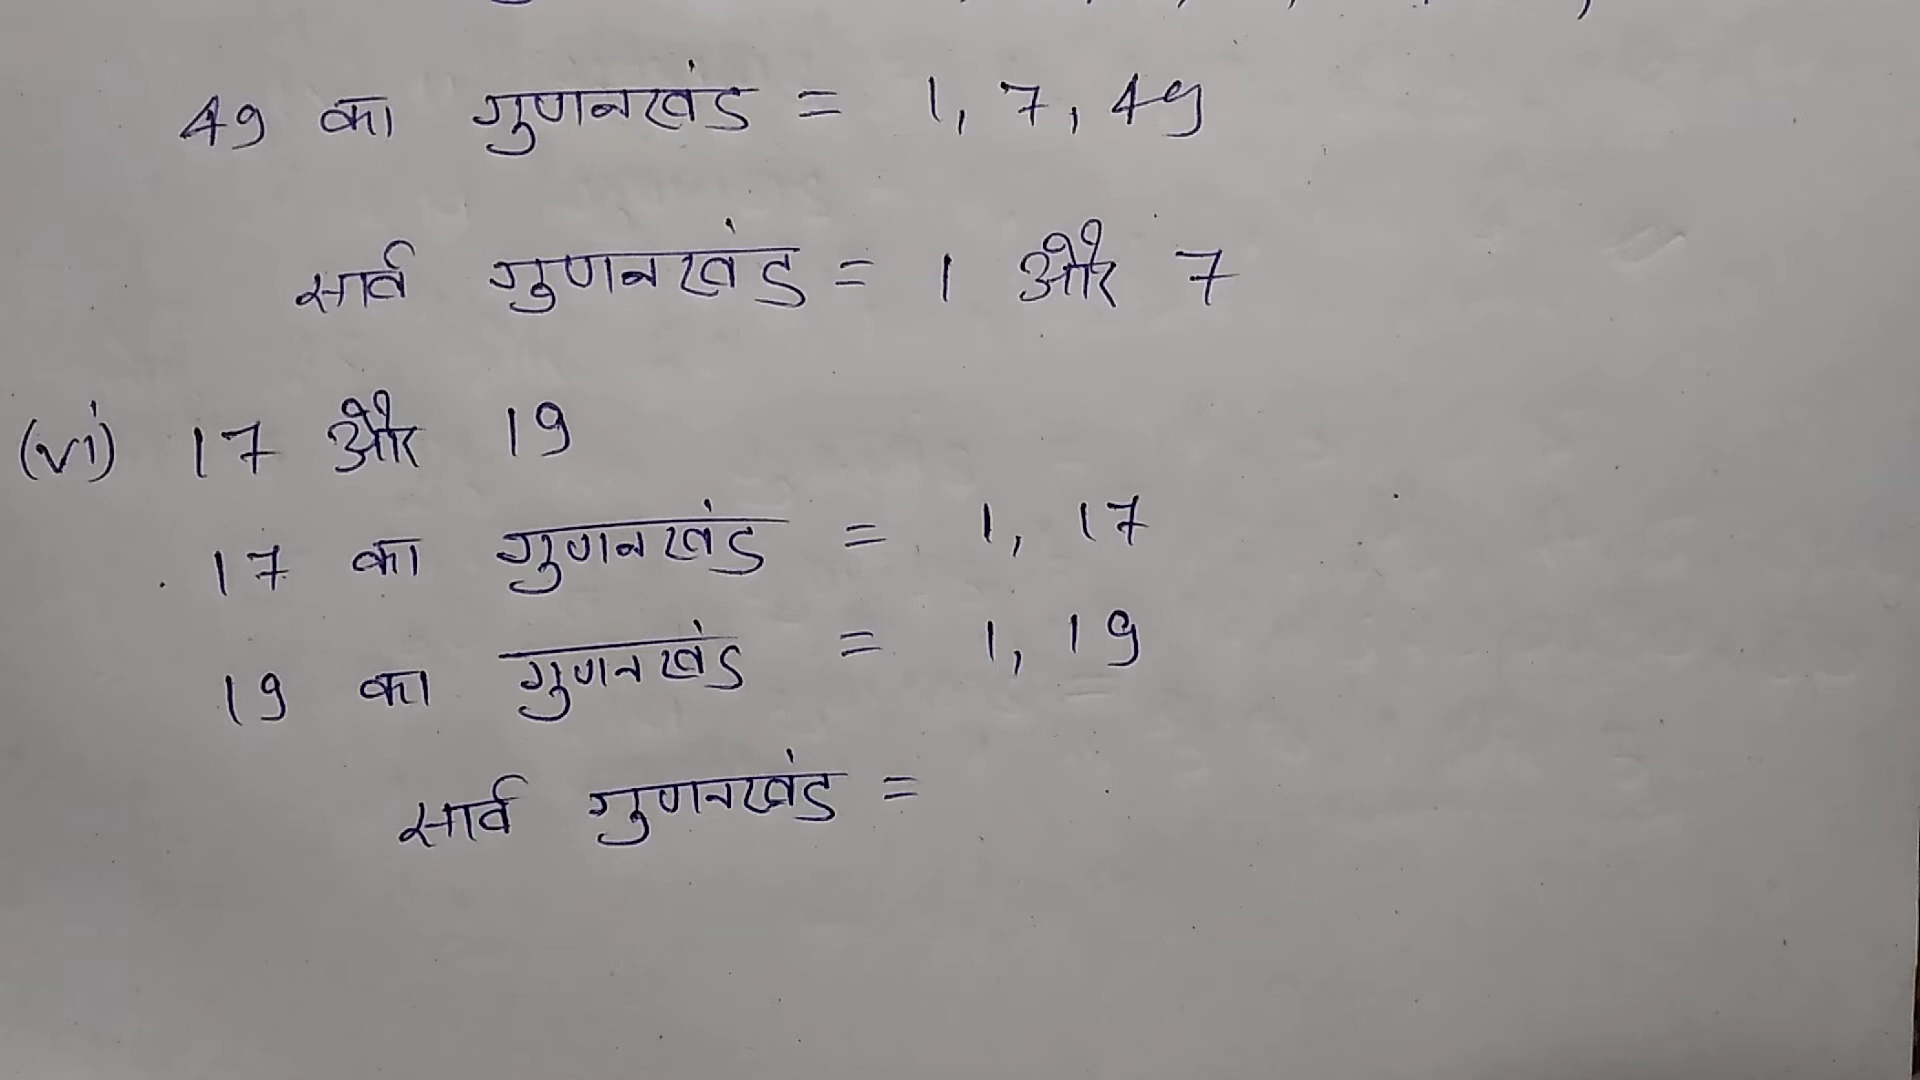 49 का गुणनखंड = 1, 7, 49
सार्व गुणनखंड = 1 और 7
(vi) 17 और 19
17 का गुणनखंड = 1, 17
19 का गुणनखंड = 1, 19
सार्व गुणनखंड =